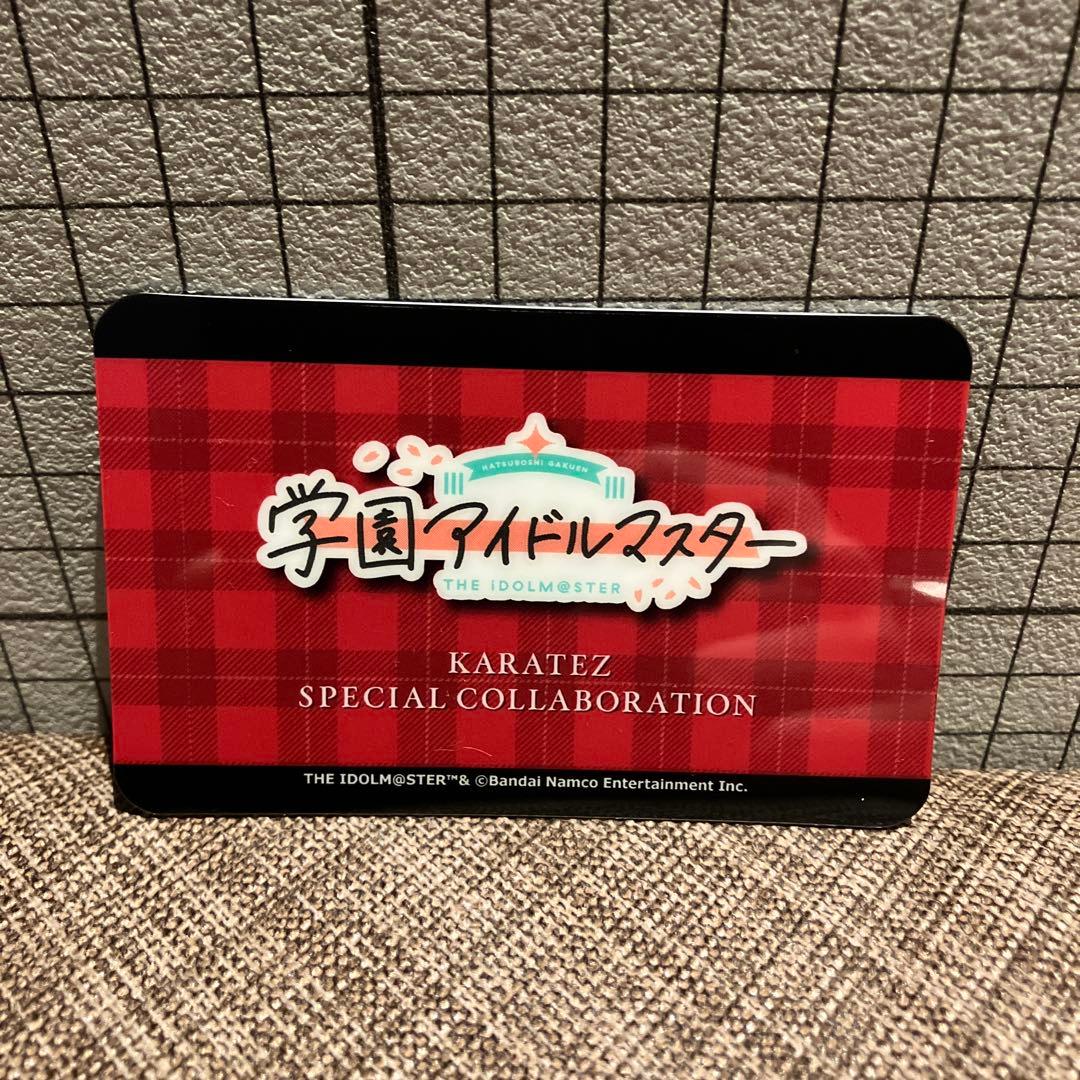 HATSUBOSHI GAKUEN
学園アイドルマスター
THE IDOLM@STER
KARATEZ
SPECIAL COLLABORATION
THE IDOLM@STER™& ©Bandai Namco Entertainment Inc.